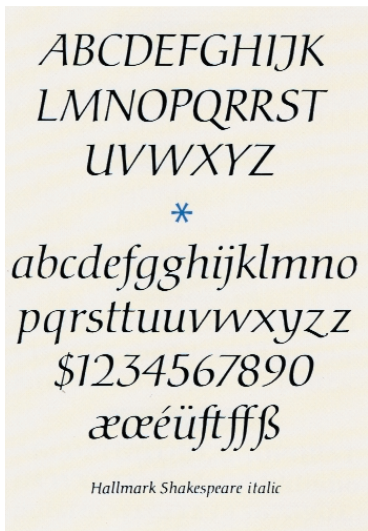 ABCDEFGHIJK
LMNOPQRRST
UVWXYZ
*
abcdefgghijklmno
pqrsttuuvwxyzz
$1234567890
æœéüftffß
Hallmark Shakespeare italic